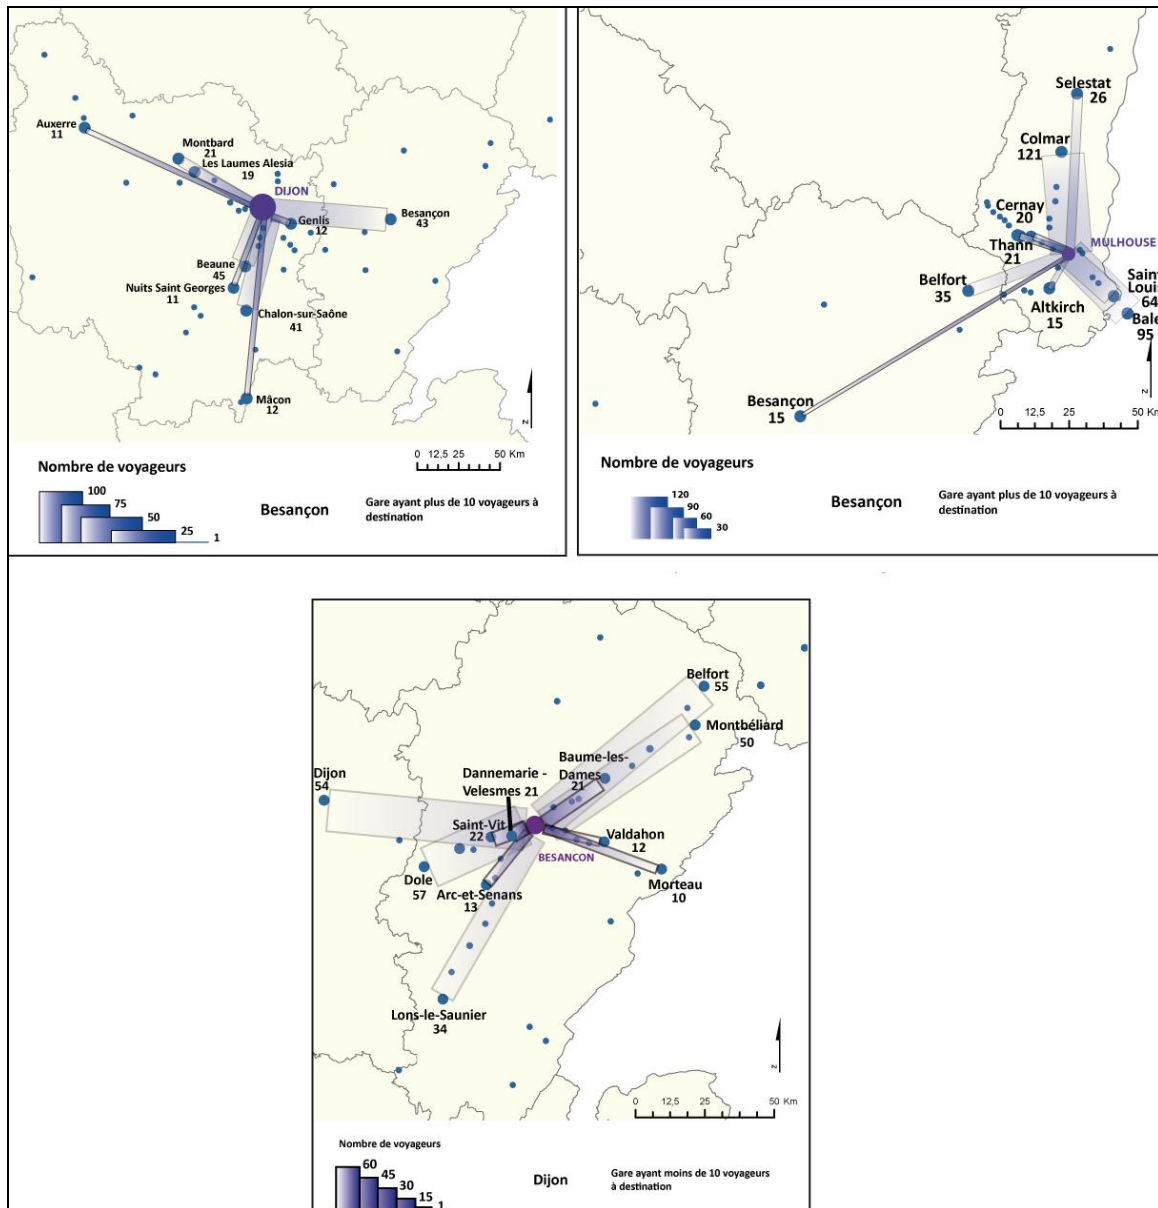 Auxerre
11
Montbard
21
Les Laumes Alesia
19
DIJON
Genlis
12
Besançon
43
Beaune
45
Nuits Saint Georges
11
Chalon-sur-Saône
41
Mâcon
12
N
0 12,5 25 50 Km
Nombre de voyageurs
100
75
50
25
1
Besançon
Gare ayant plus de 10 voyageurs à
destination
Selestat
26
Colmar
121
Cernay
20
Thann
21
MULHOUSE
Belfort
35
Altkirch
15
Saint
Louis
64
Bale
95
Besançon
15
N
0 12,5 25 50 Km
Nombre de voyageurs
120
90
60
30
Besançon
Gare ayant plus de 10 voyageurs à
destination
Belfort
55
Montbéliard
50
Baume-les-
Dames
21
Dannemarie -
Velesmes 21
Dijon
54
Saint-Vit
22
BESANCON
Valdahon
12
Morteau
10
Dole
57
Arc-et-Senans
13
Lons-le-Saunier
34
N
0 12,5 25 50 Km
Nombre de voyageurs
60
45
30
15
1
Dijon
Gare ayant moins de 10 voyageurs
à destination